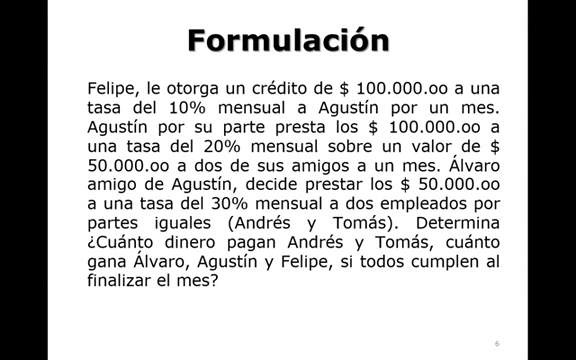 Formulación
Felipe, le otorga un crédito de $ 100.000.oo a una
tasa del 10% mensual a Agustín por un mes.
Agustín por su parte presta los $ 100.000.oo a
una tasa del 20% mensual sobre un valor de $
50.000.oo a dos de sus amigos a un mes. Álvaro
amigo de Agustín, decide prestar los $ 50.000.oo
a una tasa del 30% mensual a dos empleados por
partes iguales (Andrés y Tomás). Determina
¿Cuánto dinero pagan Andrés y Tomás, cuánto
gana Álvaro, Agustín y Felipe, si todos cumplen al
finalizar el mes?
6